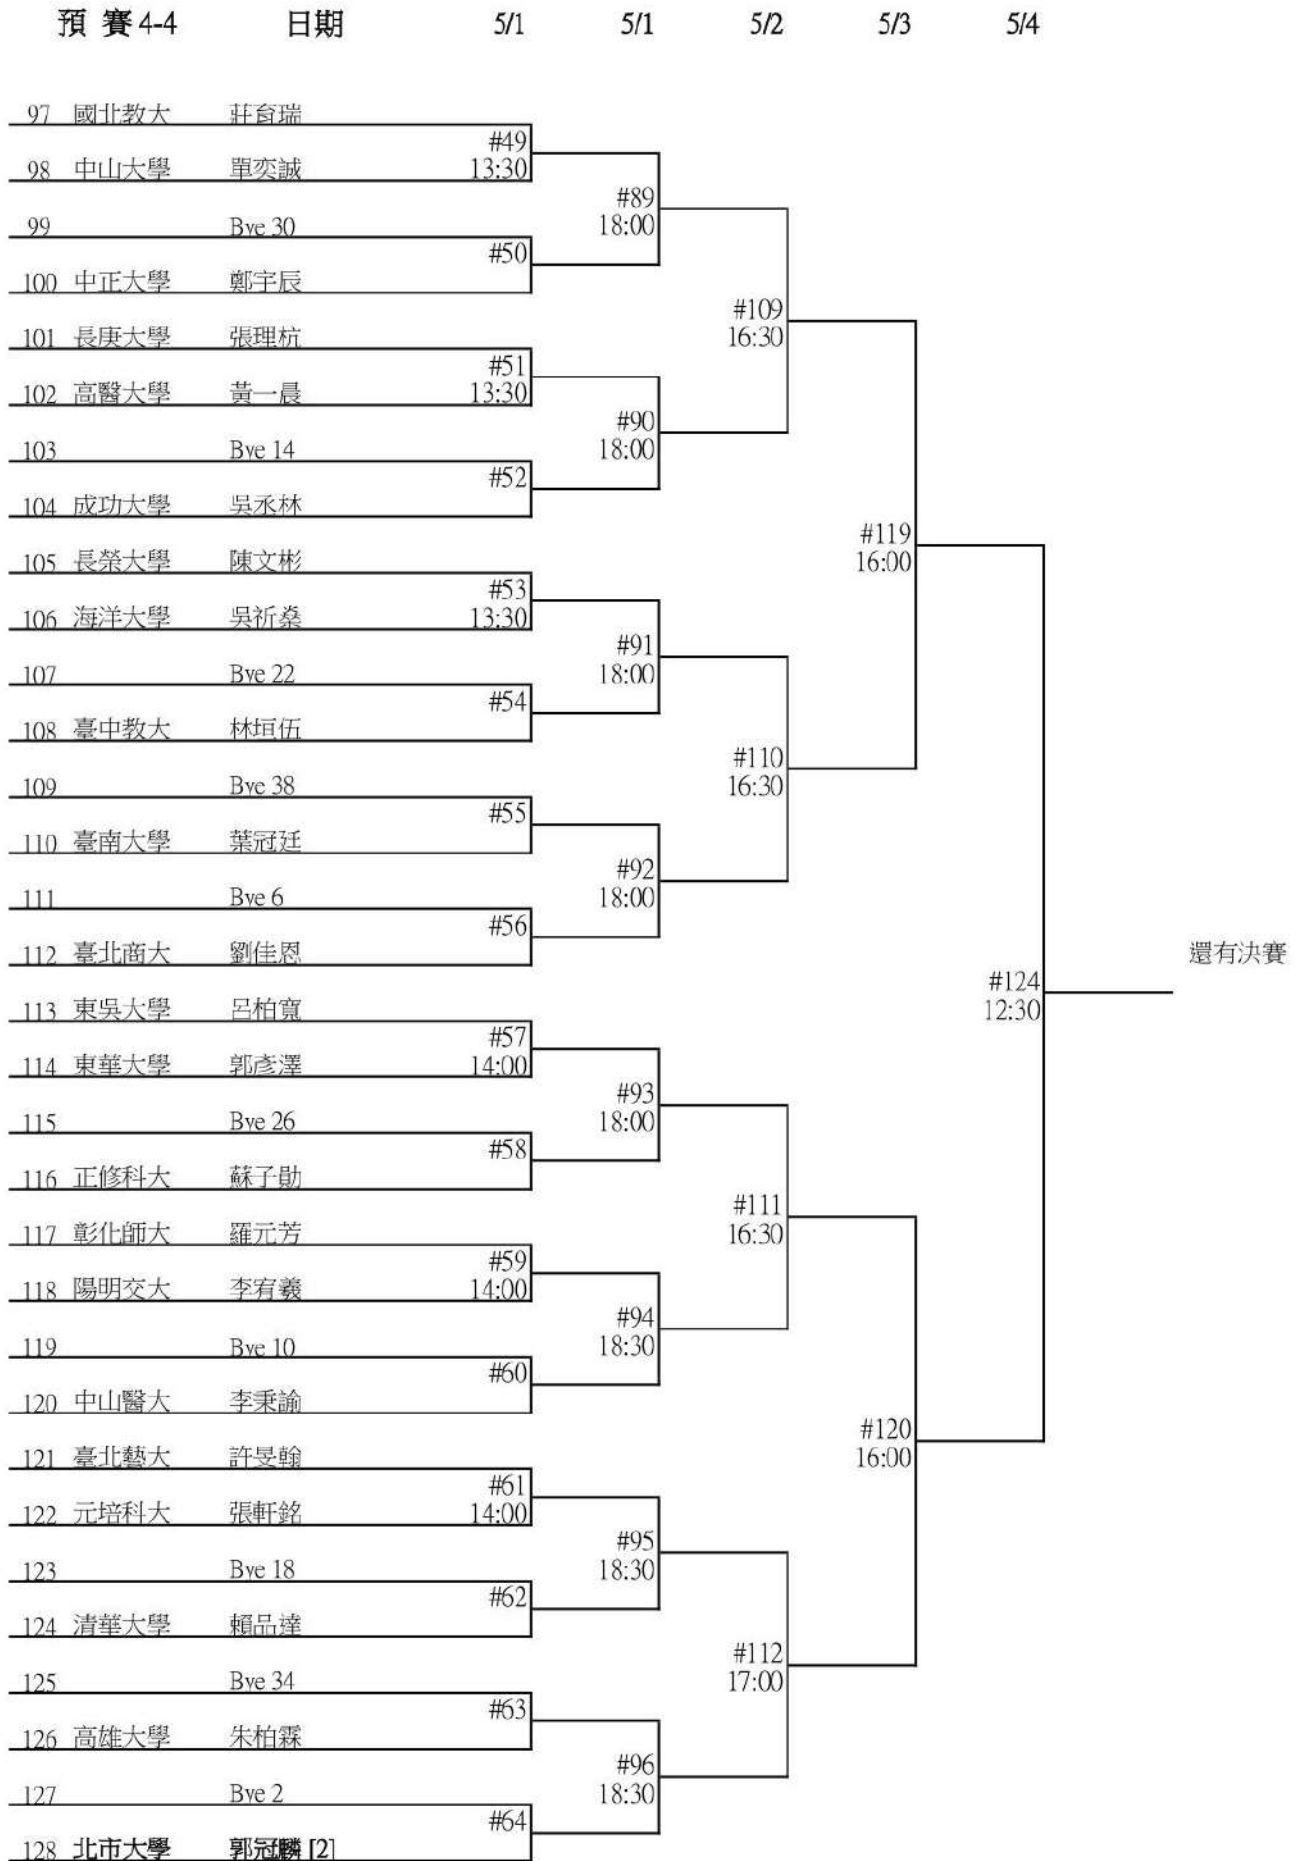 預 賽 4-4 日期 5/1 5/1 5/2 5/3 5/4
97 國北教大 莊育瑞
#49
98 中山大學 單奕誠 13:30
#89
99 Bye 30 18:00
#50
100 中正大學 鄭宇辰
#109
101 長庚大學 張理杭 16:30
#51
102 高醫大學 黃一晨 13:30
#90
103 Bye 14 18:00
#52
104 成功大學 吳丞林
#119
105 長榮大學 陳文彬 16:00
#53
106 海洋大學 吳祈燊 13:30
#91
107 Bye 22 18:00
#54
108 臺中教大 林垣伍
#110
109 Bye 38 16:30
#55
110 臺南大學 葉冠廷
#92
111 Bye 6 18:00
#56
112 臺北商大 劉佳恩 還有決賽
#124
113 東吳大學 呂柏寬 12:30
#57
114 東華大學 郭彥澤 14:00
#93
115 Bye 26 18:00
#58
116 正修科大 蘇子勛
#111
117 彰化師大 羅元芳 16:30
#59
118 陽明交大 李宥羲 14:00
#94
119 Bye 10 18:30
#60
120 中山醫大 李秉諭
#120
121 臺北藝大 許旻翰 16:00
#61
122 元培科大 張軒銘 14:00
#95
123 Bye 18 18:30
#62
124 清華大學 賴品達
#112
125 Bye 34 17:00
#63
126 高雄大學 朱柏霖
#96
127 Bye 2 18:30
#64
128 北市大學 郭冠麟 [2]